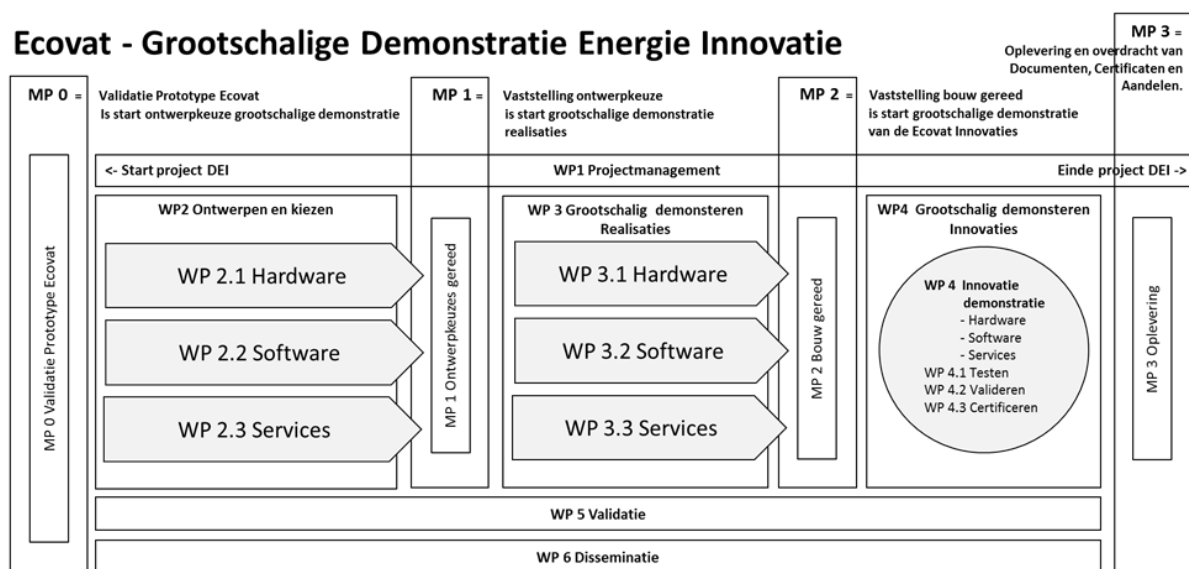 Ecovat - Grootschalige Demonstratie Energie Innovatie
MP 3 =
Oplevering en overdracht van
Documenten, Certificaten en
Aandelen.
MP 0 =
Validatie Prototype Ecovat
Is start ontwerpkeuze grootschalige demonstratie
MP 1 =
Vaststelling ontwerpkeuze
is start grootschalige demonstratie
realisaties
MP 2 =
Vaststelling bouw gereed
is start grootschalige demonstratie
van de Ecovat Innovaties
<- Start project DEI
WP1 Projectmanagement
Einde project DEI ->
MP 0 Validatie Prototype Ecovat
WP2 Ontwerpen en kiezen
WP 2.1 Hardware
WP 2.2 Software
WP 2.3 Services
MP 1 Ontwerpkeuzes gereed
WP 3 Grootschalig demonsteren
Realisaties
WP 3.1 Hardware
WP 3.2 Software
WP 3.3 Services
MP 2 Bouw gereed
WP4 Grootschalig demonsteren
Innovaties
WP 4 Innovatie
demonstratie
- Hardware
- Software
- Services
WP 4.1 Testen
WP 4.2 Valideren
WP 4.3 Certificeren
MP 3 Oplevering
WP 5 Validatie
WP 6 Disseminatie